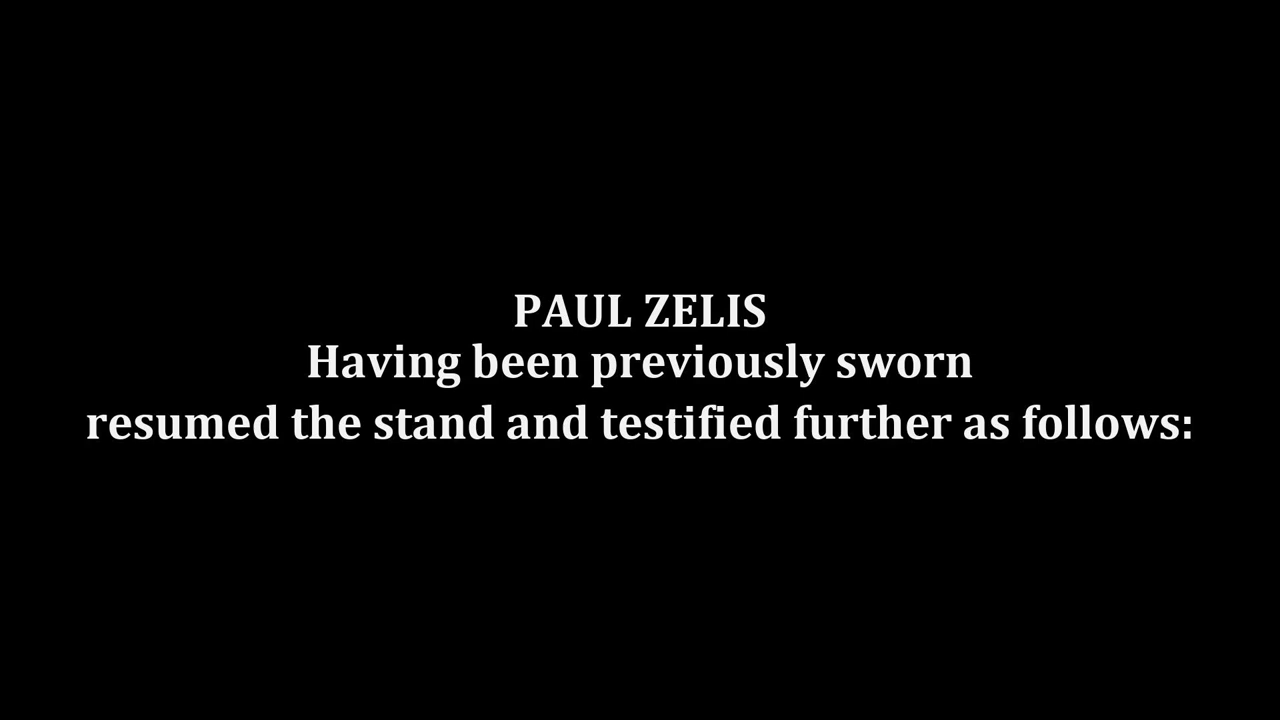 PAUL ZELIS
Having been previously sworn
resumed the stand and testified further as follows: